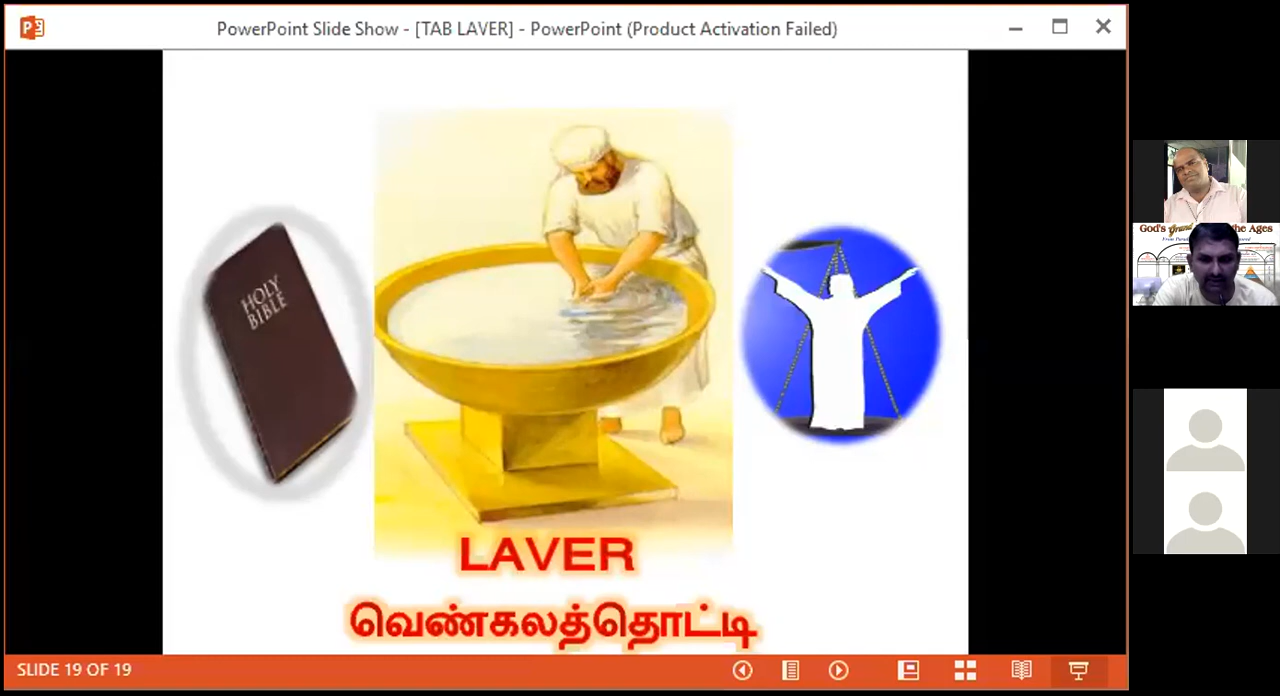 PowerPoint Slide Show - [TAB LAVER] - PowerPoint (Product Activation Failed)
HOLY
BIBLE
LAVER
வெண்கலத்தொட்டி
SLIDE 19 OF 19
God's Grand
the Ages